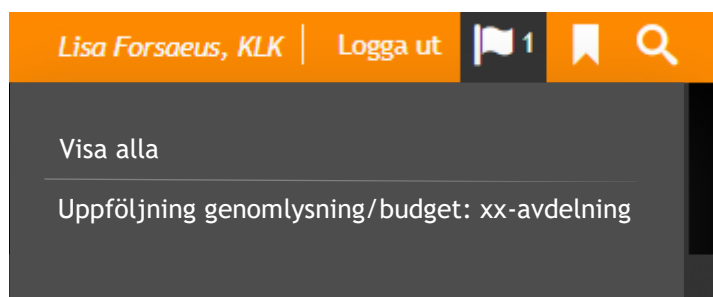 Lisa Forsaeus, KLK Logga ut 1
Visa alla
Uppföljning genomlysning/budget: xx-avdelning